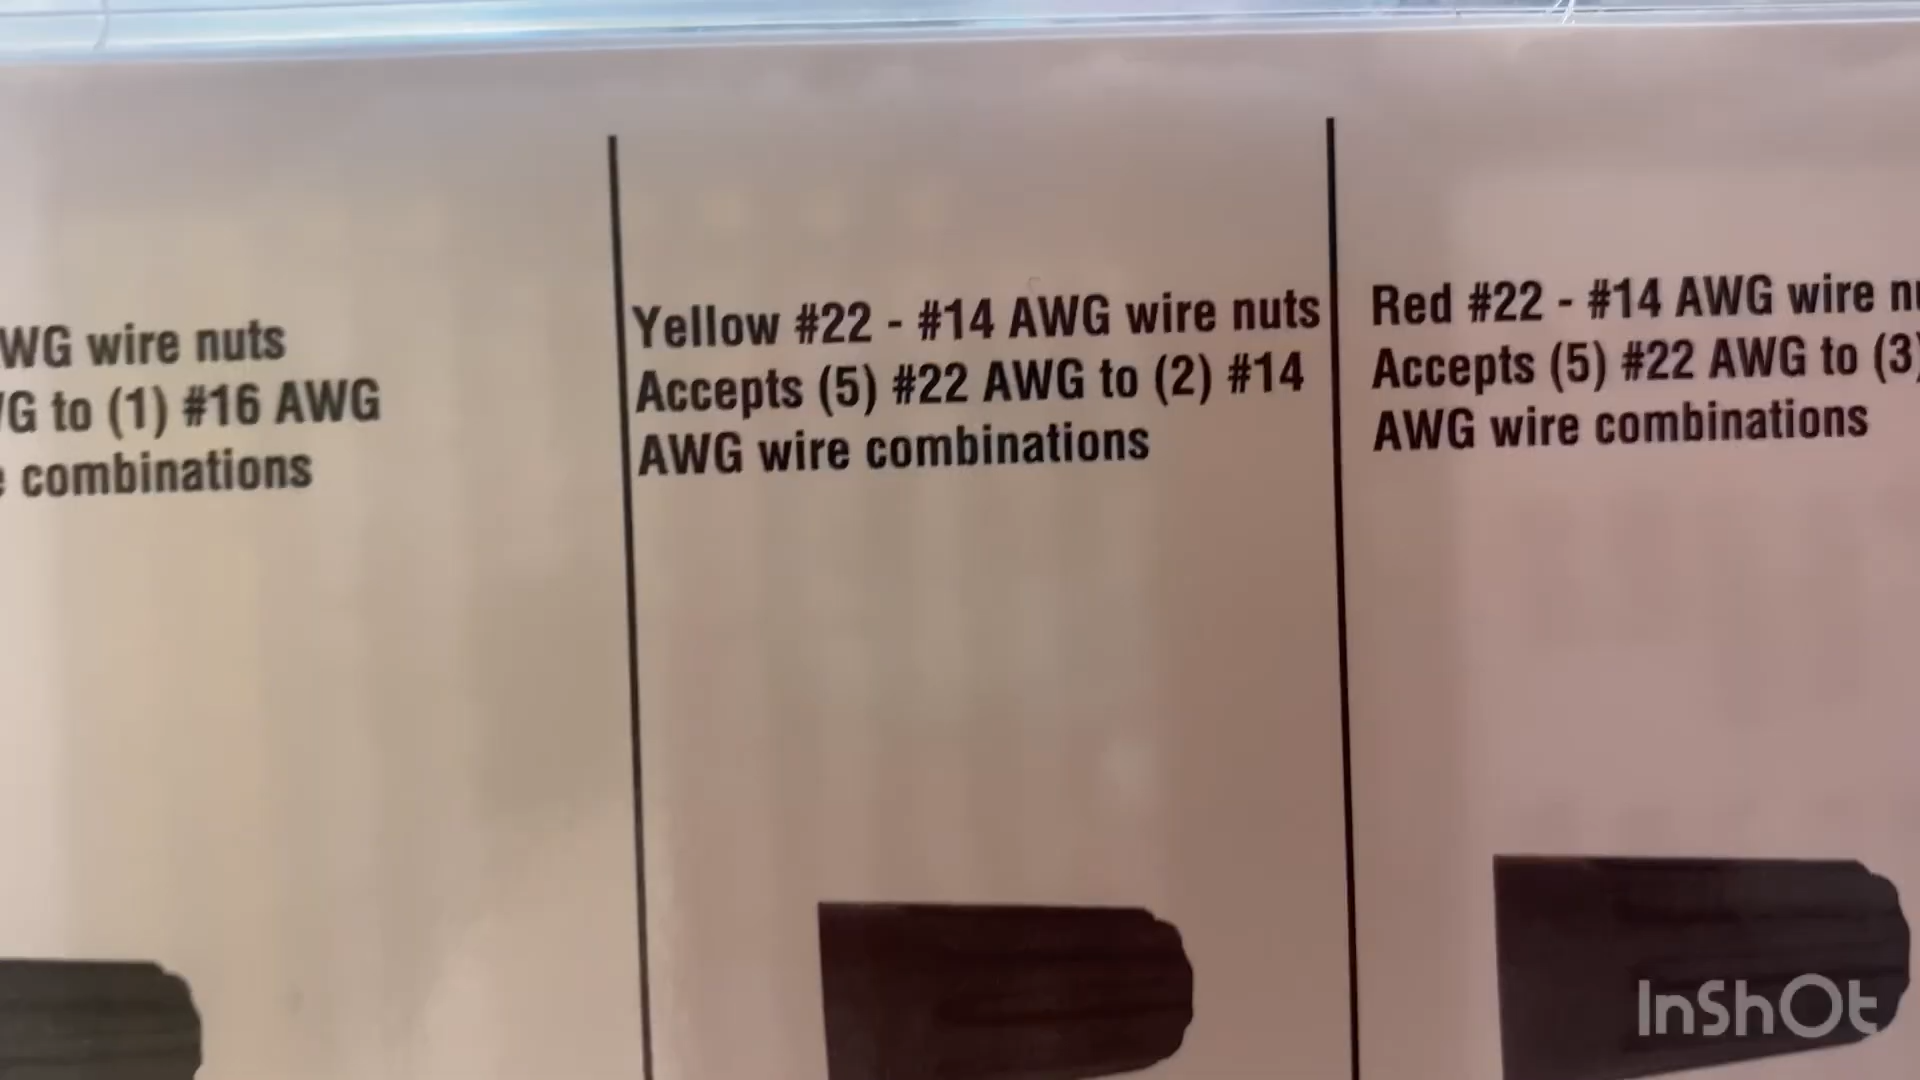 wire nuts
to (1) #16 AWG
combinations
Yellow #22 - #14 AWG wire nuts
Accepts (5) #22 AWG to (2) #14
AWG wire combinations
Red #22 - #14 AWG wire
Accepts (5) #22 AWG to (3)
AWG wire combinations
InShOt